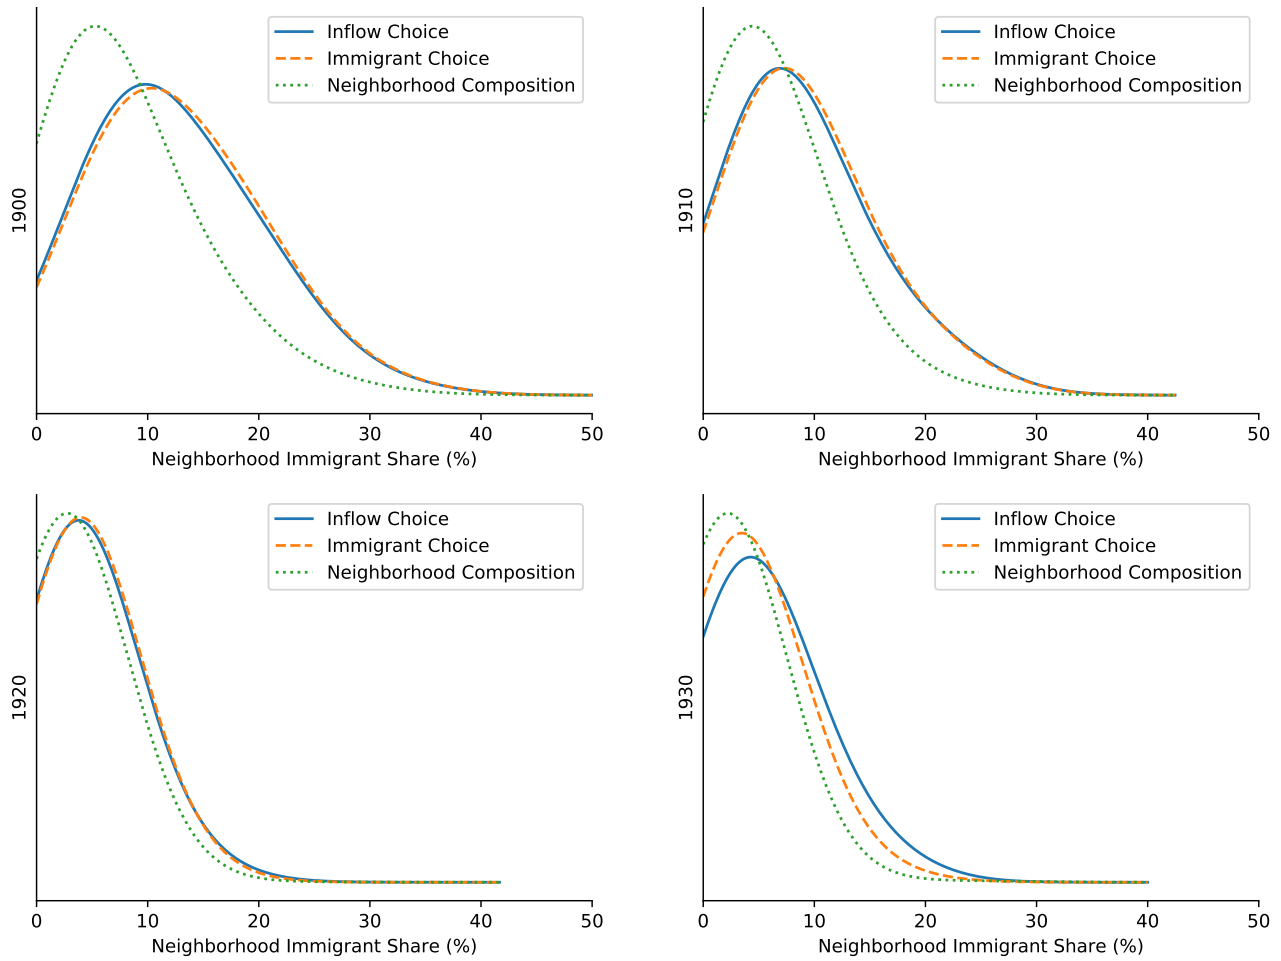 Inflow Choice
Immigrant Choice
Neighborhood Composition
1900
0 10 20 30 40 50
Neighborhood Immigrant Share (%)
Inflow Choice
Immigrant Choice
Neighborhood Composition
1910
0 10 20 30 40 50
Neighborhood Immigrant Share (%)
Inflow Choice
Immigrant Choice
Neighborhood Composition
1920
0 10 20 30 40 50
Neighborhood Immigrant Share (%)
Inflow Choice
Immigrant Choice
Neighborhood Composition
1930
0 10 20 30 40 50
Neighborhood Immigrant Share (%)